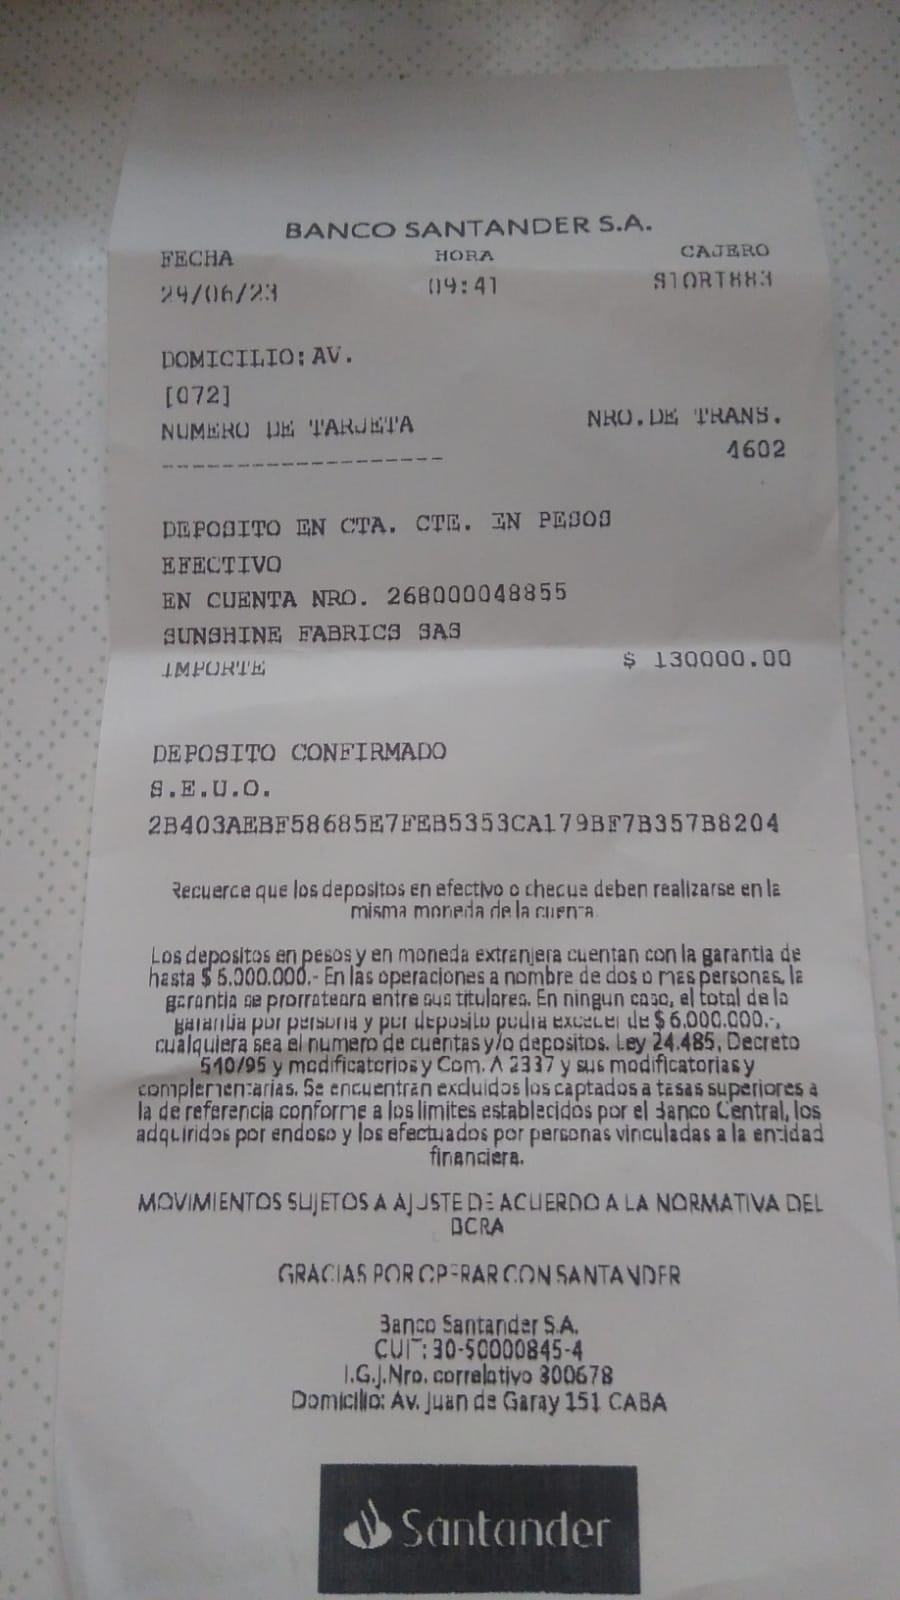 BANCO SANTANDER S.A.
FECHA HORA CAJERO
29/06/23 09:41 S1ORT883
DOMICILIO: AV.
[072]
NUMERO DE TARJETA NRO. DE TRANS.
------------------- 4602
DEPOSITO EN CTA. CTE. EN PESOS
EFECTIVO
EN CUENTA NRO. 268000048855
SUNSHINE FABRICS SAS
IMPORTE $ 130000.00
DEPOSITO CONFIRMADO
S.E.U.O.
2B403AEBF58685E7FEB5353CA179BF7B357B8204
Recuerde que los depositos en efectivo o cheque deben realizarse en la
misma moneda de la cuenta.
Los depositos en pesos y en moneda extranjera cuentan con la garantia de
hasta $ 6.000.000.- En las operaciones a nombre de dos o mas personas, la
garantia se prorrateara entre sus titulares. En ningun caso, el total de la
garantia por persona y por deposito podra exceder de $ 6.000.000.-,
cualquiera sea el numero de cuentas y/o depositos. Ley 24.485, Decreto
540/95 y modificatorios y Com. A 2337 y sus modificatorias y
complementarias. Se encuentran excluidos los captados a tasas superiores a
la de referencia conforme a los limites establecidos por el Banco Central, los
adquiridos por endoso y los efectuados por personas vinculadas a la entidad
financiera.
MOVIMIENTOS SUJETOS A AJUSTE DE ACUERDO A LA NORMATIVA DEL
BCRA
GRACIAS POR OPERAR CON SANTANDER
Banco Santander S.A.
CUIT: 30-50000845-4
I.G.J.Nro. correlativo 800678
Domicilio: Av. Juan de Garay 151 CABA
Santander